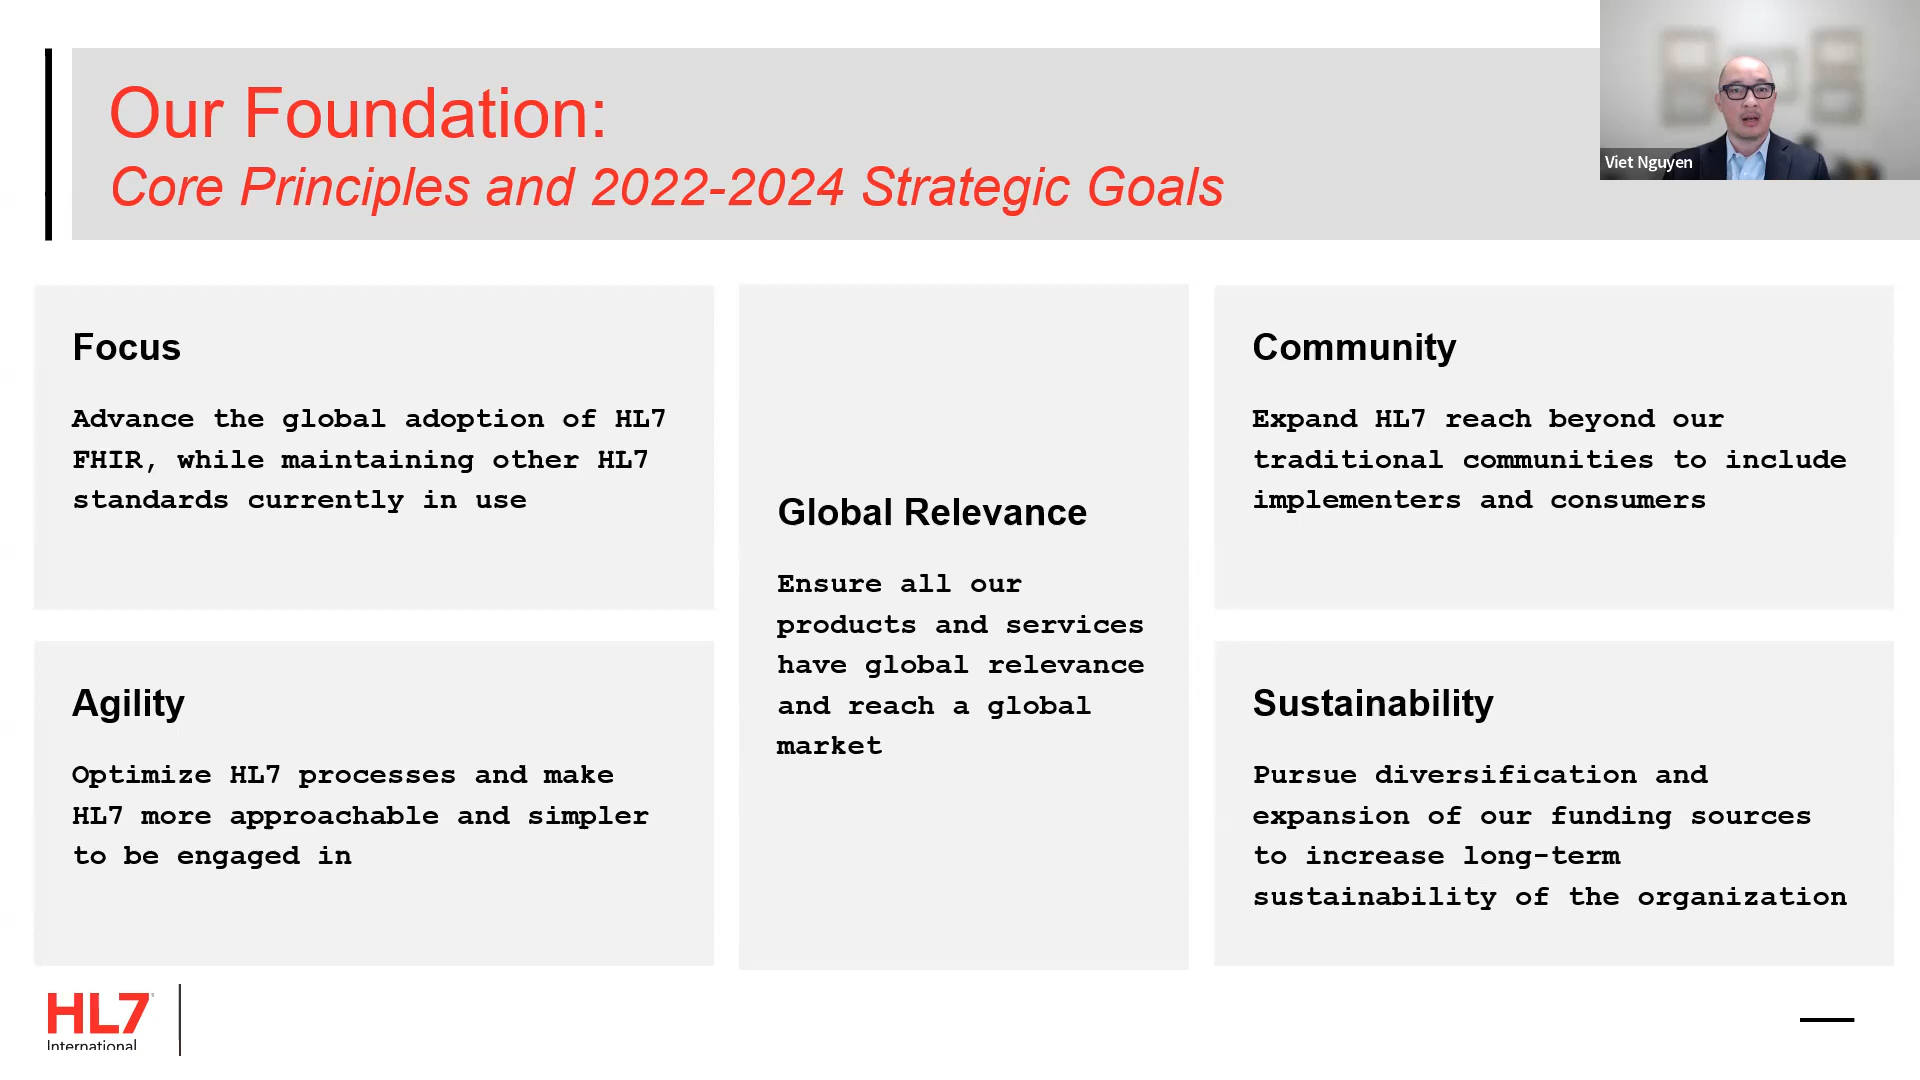 Our Foundation:
Core Principles and 2022-2024 Strategic Goals
Viet Nguyen
Focus
Advance the global adoption of HL7
FHIR, while maintaining other HL7
standards currently in use
Agility
Optimize HL7 processes and make
HL7 more approachable and simpler
to be engaged in
Global Relevance
Ensure all our
products and services
have global relevance
and reach a global
market
Community
Expand HL7 reach beyond our
traditional communities to include
implementers and consumers
Sustainability
Pursue diversification and
expansion of our funding sources
to increase long-term
sustainability of the organization
HL7
International